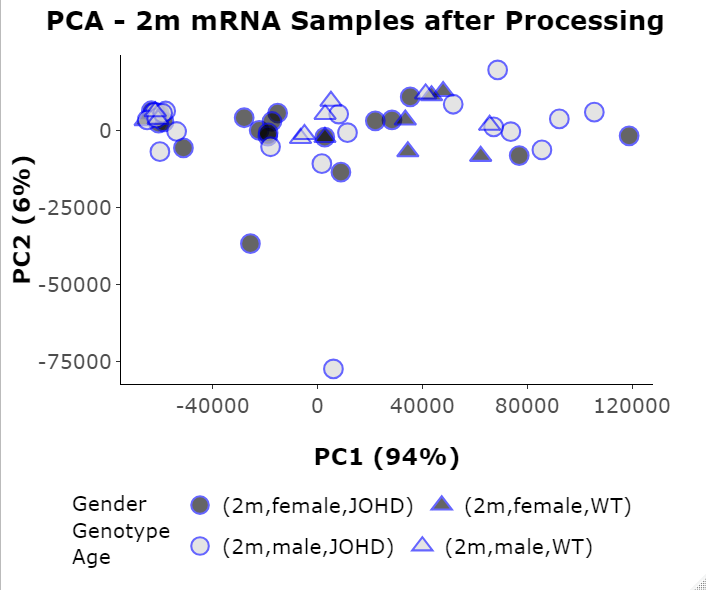 PCA - 2m mRNA Samples after Processing
PC2 (6%)
0
-25000
-50000
-75000
-40000 0 40000 80000 120000
PC1 (94%)
Gender
Genotype
Age
(2m,female,JOHD) (2m,female,WT)
(2m,male,JOHD) (2m,male,WT)